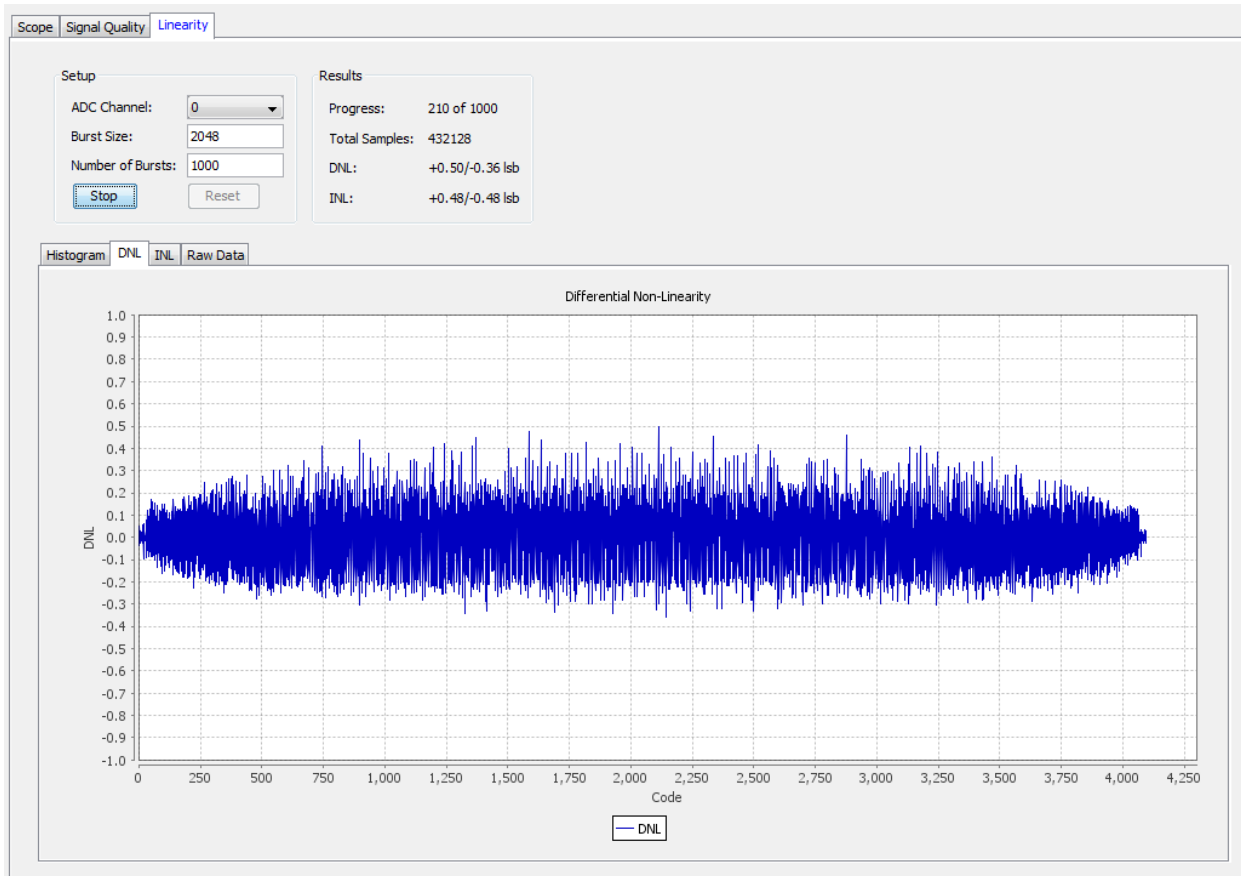 Scope Signal Quality Linearity
Setup
ADC Channel: 0
Burst Size: 2048
Number of Bursts: 1000
Stop Reset
Results
Progress: 210 of 1000
Total Samples: 432128
DNL: +0.50/-0.36 lsb
INL: +0.48/-0.48 lsb
Histogram DNL INL Raw Data
Differential Non-Linearity
1.0
0.9
0.8
0.7
0.6
0.5
0.4
0.3
0.2
0.1
0.0
-0.1
-0.2
-0.3
-0.4
-0.5
-0.6
-0.7
-0.8
-0.9
-1.0
DNL
0 250 500 750 1,000 1,250 1,500 1,750 2,000 2,250 2,500 2,750 3,000 3,250 3,500 3,750 4,000 4,250
Code
DNL